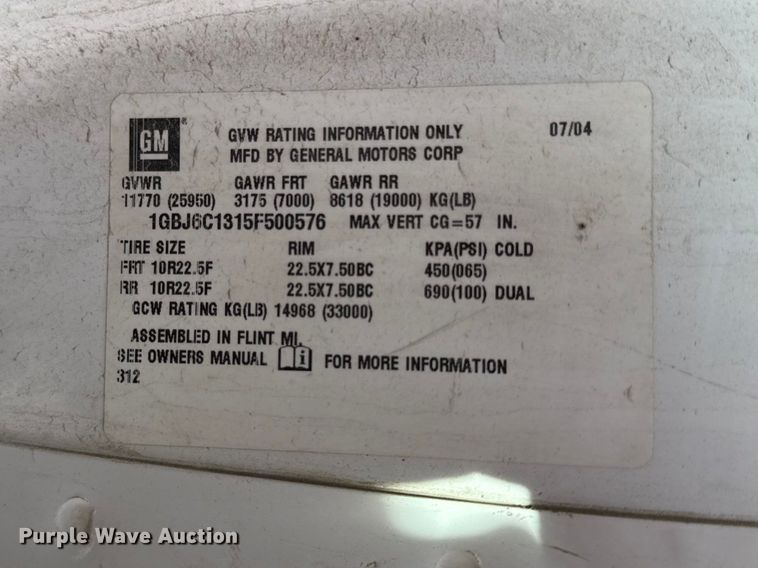 GM® GVW RATING INFORMATION ONLY 07/04
MFD BY GENERAL MOTORS CORP
GVWR GAWR FRT GAWR RR
11770 (25950) 3175 (7000) 8618 (19000) KG(LB)
1GBJ6C1315F500576 MAX VERT CG=57 IN.
TIRE SIZE RIM KPA(PSI) COLD
FRT 10R22.5F 22.5X7.50BC 450(065)
RR 10R22.5F 22.5X7.50BC 690(100) DUAL
GCW RATING KG(LB) 14968 (33000)
ASSEMBLED IN FLINT MI.
SEE OWNERS MANUAL i FOR MORE INFORMATION
312
Purple Wave Auction